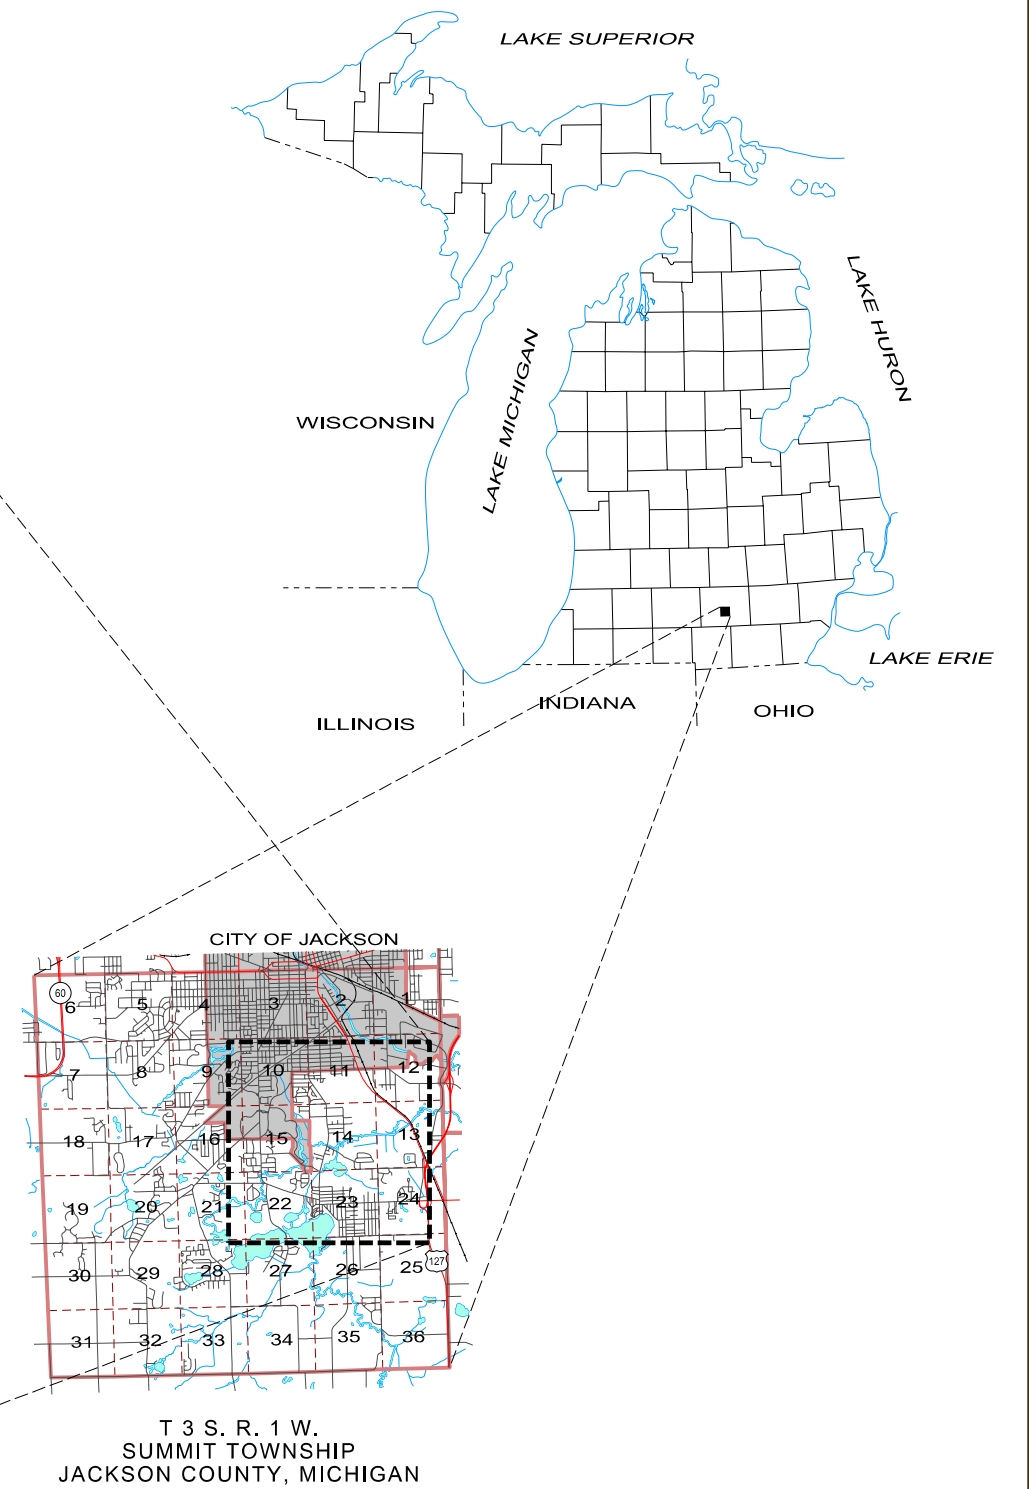 LAKE SUPERIOR
LAKE HURON
LAKE MICHIGAN
WISCONSIN
LAKE ERIE
INDIANA
OHIO
ILLINOIS
CITY OF JACKSON
60
6 5 4 3 2 1
7 8 9 10 11 12
18 17 16 15 14 13
19 20 21 22 23 24
30 29 28 27 26 25
127
31 32 33 34 35 36
T 3 S. R. 1 W.
SUMMIT TOWNSHIP
JACKSON COUNTY, MICHIGAN